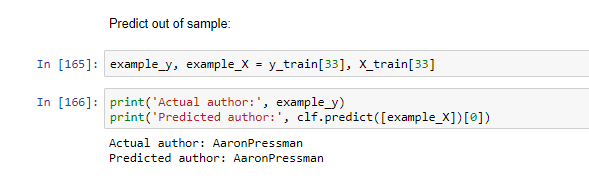 Predict out of sample:
In [165]: example_y, example_X = y_train[33], X_train[33]
In [166]: print('Actual author:', example_y)
print('Predicted author:', clf.predict([example_X])[0])
Actual author: AaronPressman
Predicted author: AaronPressman